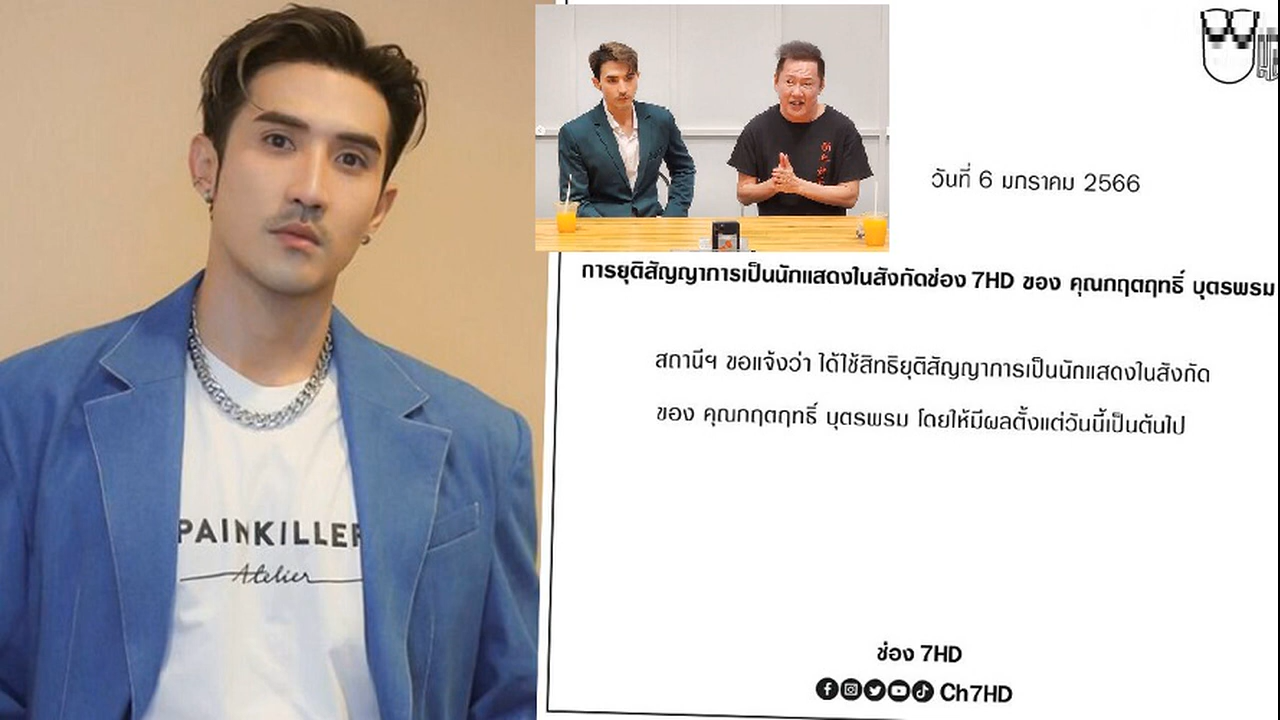 PAINKILLER
Atelier
วันที่ 6 มกราคม 2566
การยุติสัญญาการเป็นนักแสดงในสังกัดช่อง 7HD ของ คุณกฤตฤทธิ์ บุตรพรม
สถานีฯ ขอแจ้งว่า ได้ใช้สิทธิยุติสัญญาการเป็นนักแสดงในสังกัด
ของ คุณกฤตฤทธิ์ บุตรพรม โดยให้มีผลตั้งแต่วันนี้เป็นต้นไป
ช่อง 7HD
Ch7HD